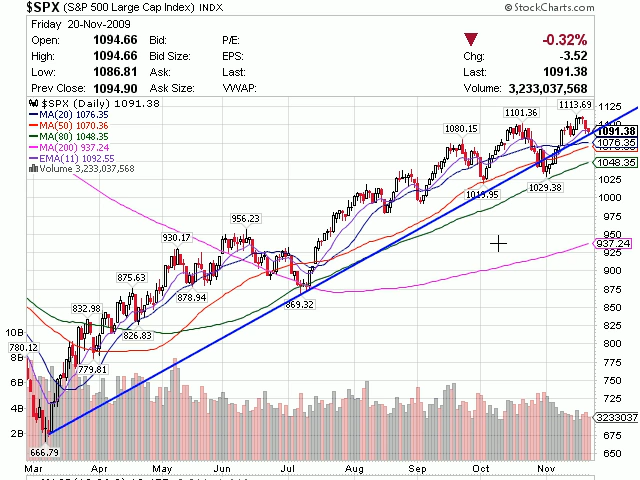 $SPX (S&P 500 Large Cap Index) INDX
© StockCharts.com
Friday 20-Nov-2009
-0.32%
Open: 1094.66 Bid: P/E:
Chg: -3.52
High: 1094.66 Bid Size: EPS:
Low: 1086.81 Ask: Last:
Last: 1091.38
Prev Close: 1094.90 Ask Size: VWAP:
Volume: 3,233,037,568
$SPX (Daily) 1091.38
MA(20) 1076.35
MA(50) 1070.36
MA(80) 1048.35
MA(200) 937.24
EMA(11) 1092.55
Volume 3,233,037,568
1113.69
1101.36
1080.15
1029.38
1019.95
956.23
930.17
878.94
875.63
869.32
832.98
826.83
780.12
779.81
666.79
1125
1091.38
1076.35
1048.35
1025
1000
975
950
937.24
925
900
875
850
825
800
775
750
725
700
3233037
675
650
10B
8B
6B
4B
2B
Mar Apr May Jun Jul Aug Sep Oct Nov